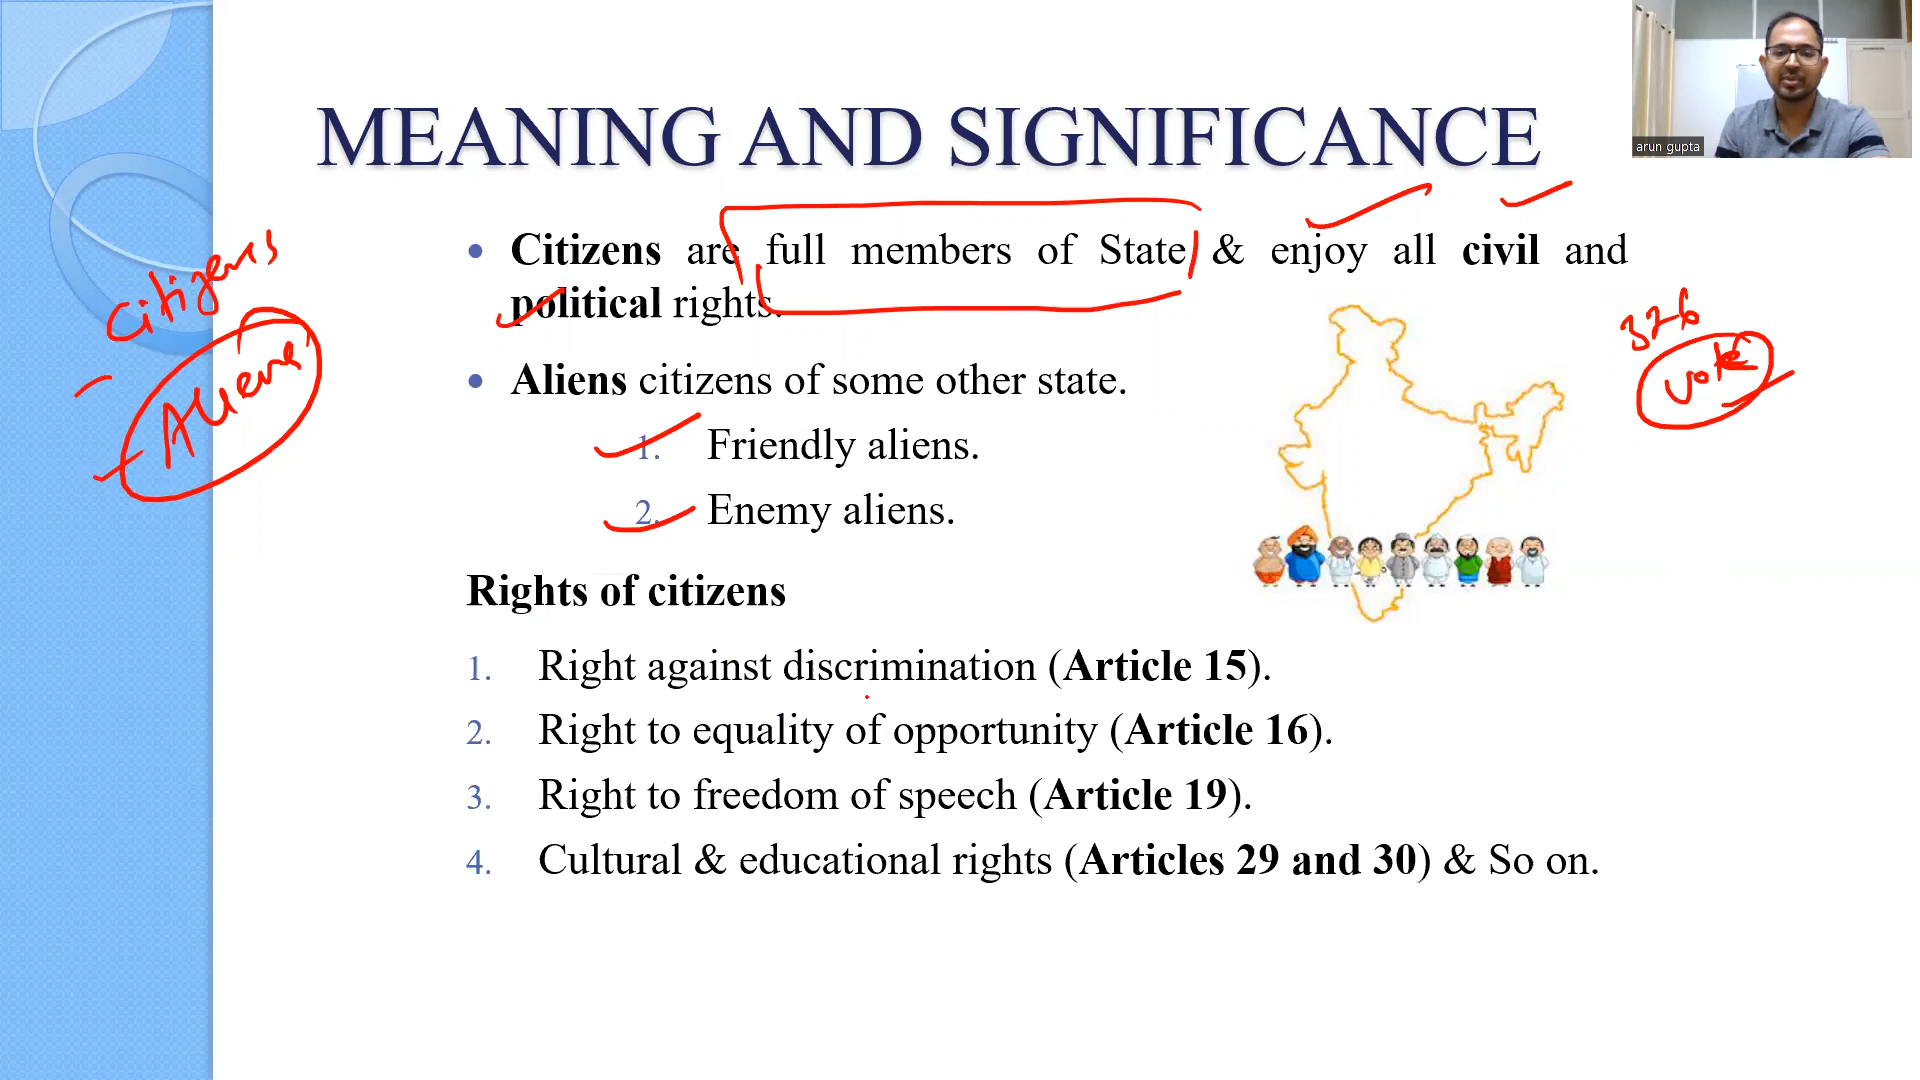 arun gupta
MEANING AND SIGNIFICANCE
• Citizens are full members of State & enjoy all civil and
political rights.
Citizens
Aliens
326
vote
• Aliens citizens of some other state.
1. Friendly aliens.
2. Enemy aliens.
Rights of citizens
1. Right against discrimination (Article 15).
2. Right to equality of opportunity (Article 16).
3. Right to freedom of speech (Article 19).
4. Cultural & educational rights (Articles 29 and 30) & So on.